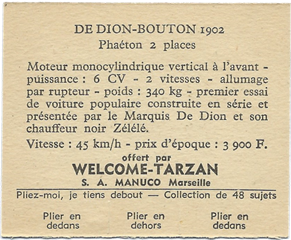 DE DION-BOUTON 1902
Phaéton 2 places
Moteur monocylindrique vertical à l'avant -
puissance : 6 CV - 2 vitesses - allumage
par rupteur - poids : 340 kg - premier essai
de voiture populaire construite en série et
présentée par le Marquis De Dion et son
chauffeur noir Zélélé.
Vitesse : 45 km/h - prix d'époque : 3 900 F.
offert par
WELCOME-TARZAN
S. A. MANUCO Marseille
Pliez-moi, je tiens debout — Collection de 48 sujets
Plier en Plier en Plier en
dedans dehors dedans